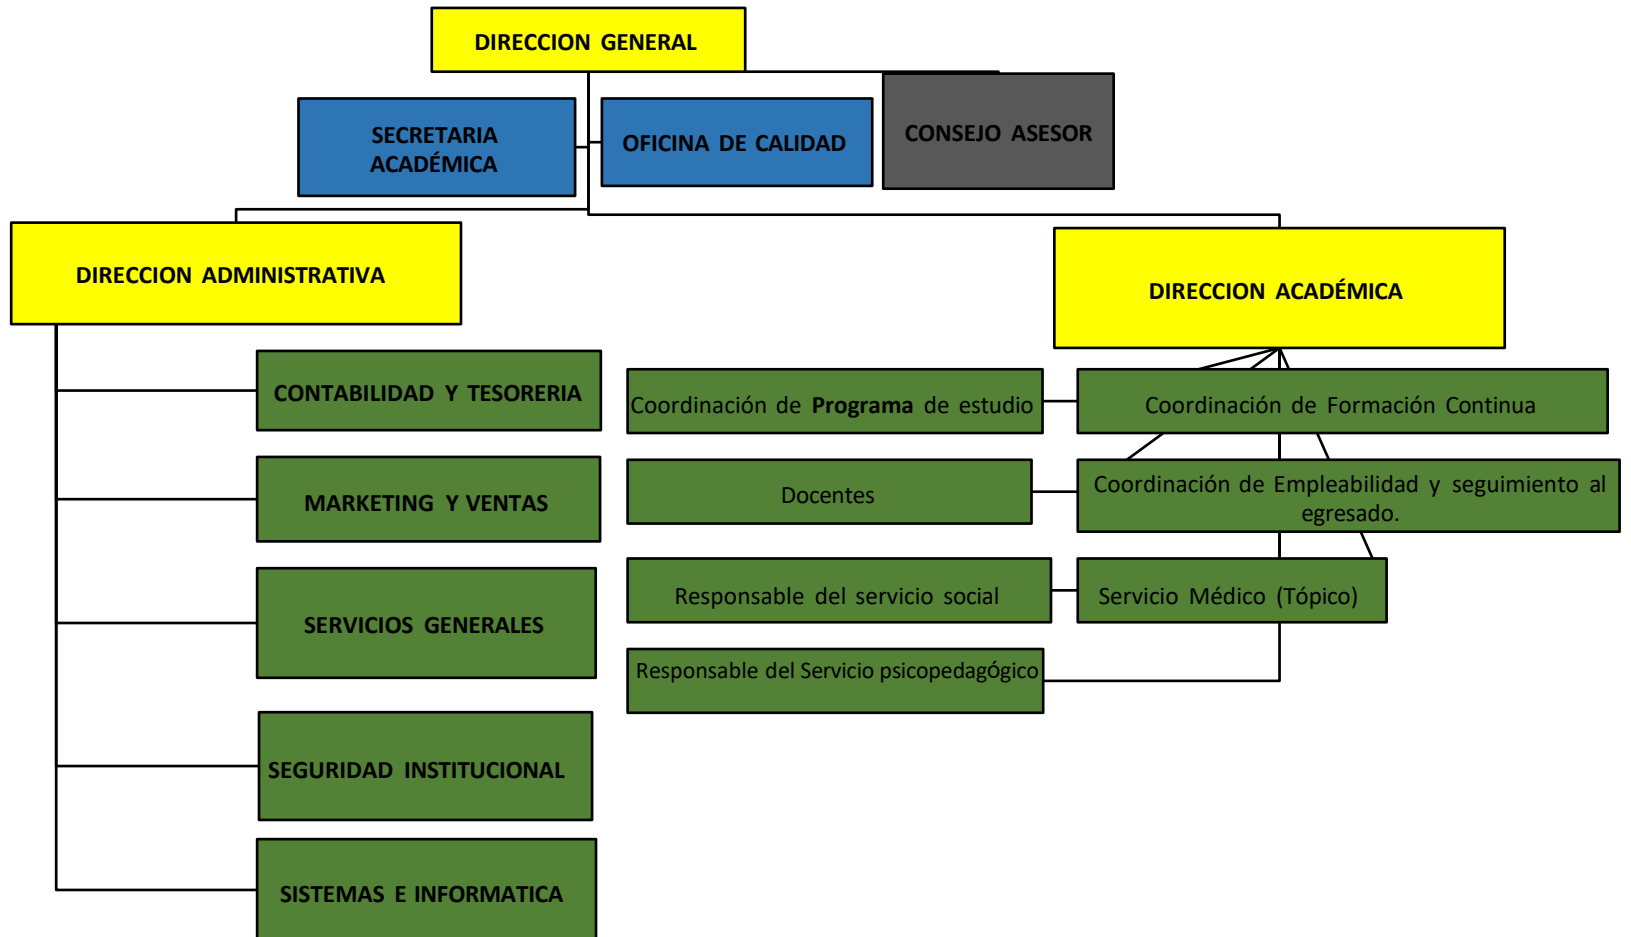 DIRECCION GENERAL
SECRETARIA
ACADÉMICA
OFICINA DE CALIDAD
CONSEJO ASESOR
DIRECCION ADMINISTRATIVA
DIRECCION ACADÉMICA
CONTABILIDAD Y TESORERIA
MARKETING Y VENTAS
SERVICIOS GENERALES
SEGURIDAD INSTITUCIONAL
SISTEMAS E INFORMATICA
Coordinación de Programa de estudio
Coordinación de Formación Continua
Docentes
Coordinación de Empleabilidad y seguimiento al
egresado.
Responsable del servicio social
Servicio Médico (Tópico)
Responsable del Servicio psicopedagógico